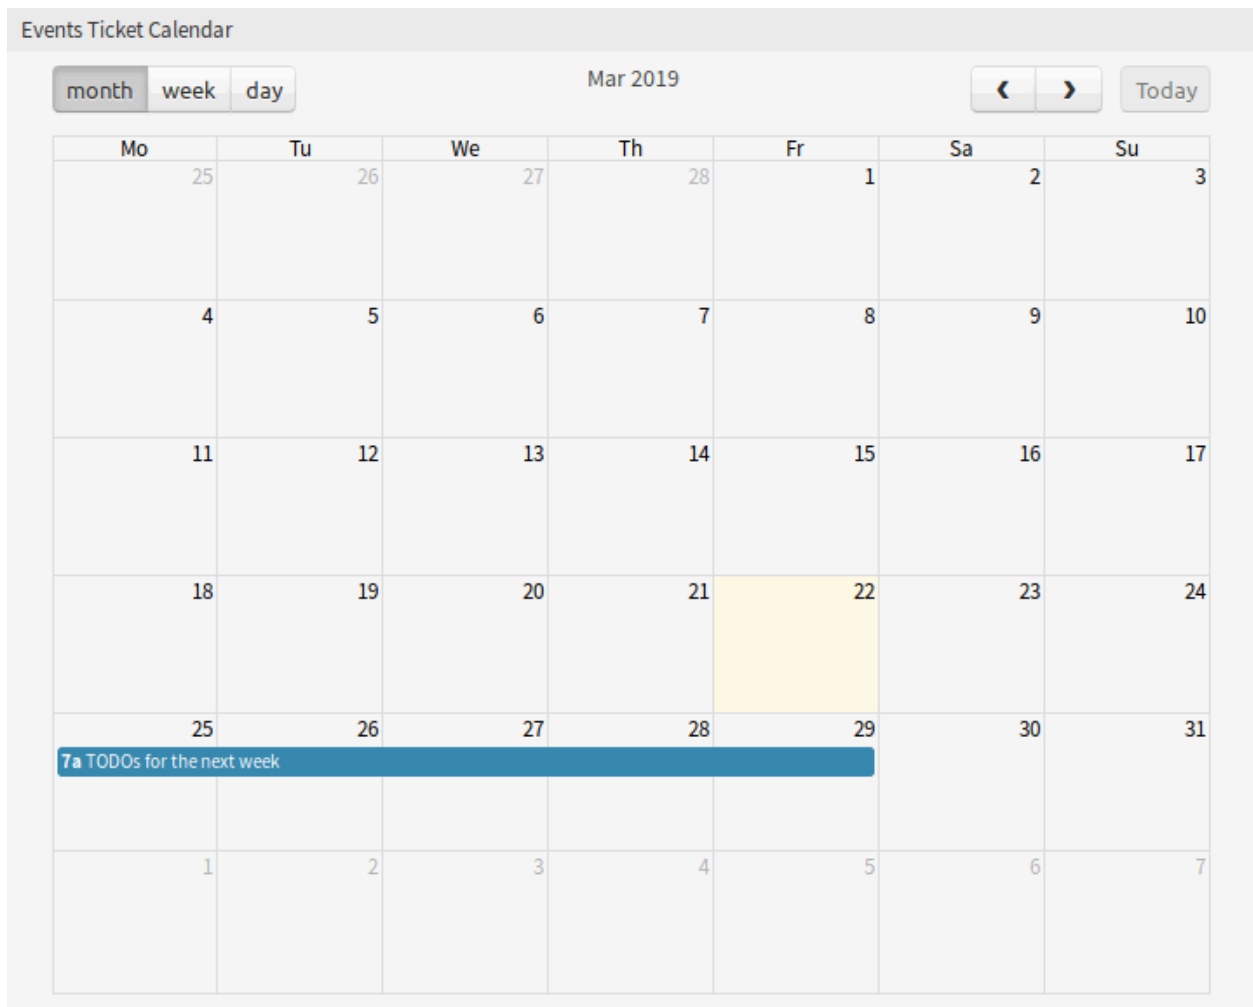 Events Ticket Calendar
month week day Mar 2019 ❮ ❯ Today
Mo Tu We Th Fr Sa Su
25 26 27 28 1 2 3
4 5 6 7 8 9 10
11 12 13 14 15 16 17
18 19 20 21 22 23 24
25 26 27 28 29 30 31
7a TODOs for the next week
1 2 3 4 5 6 7